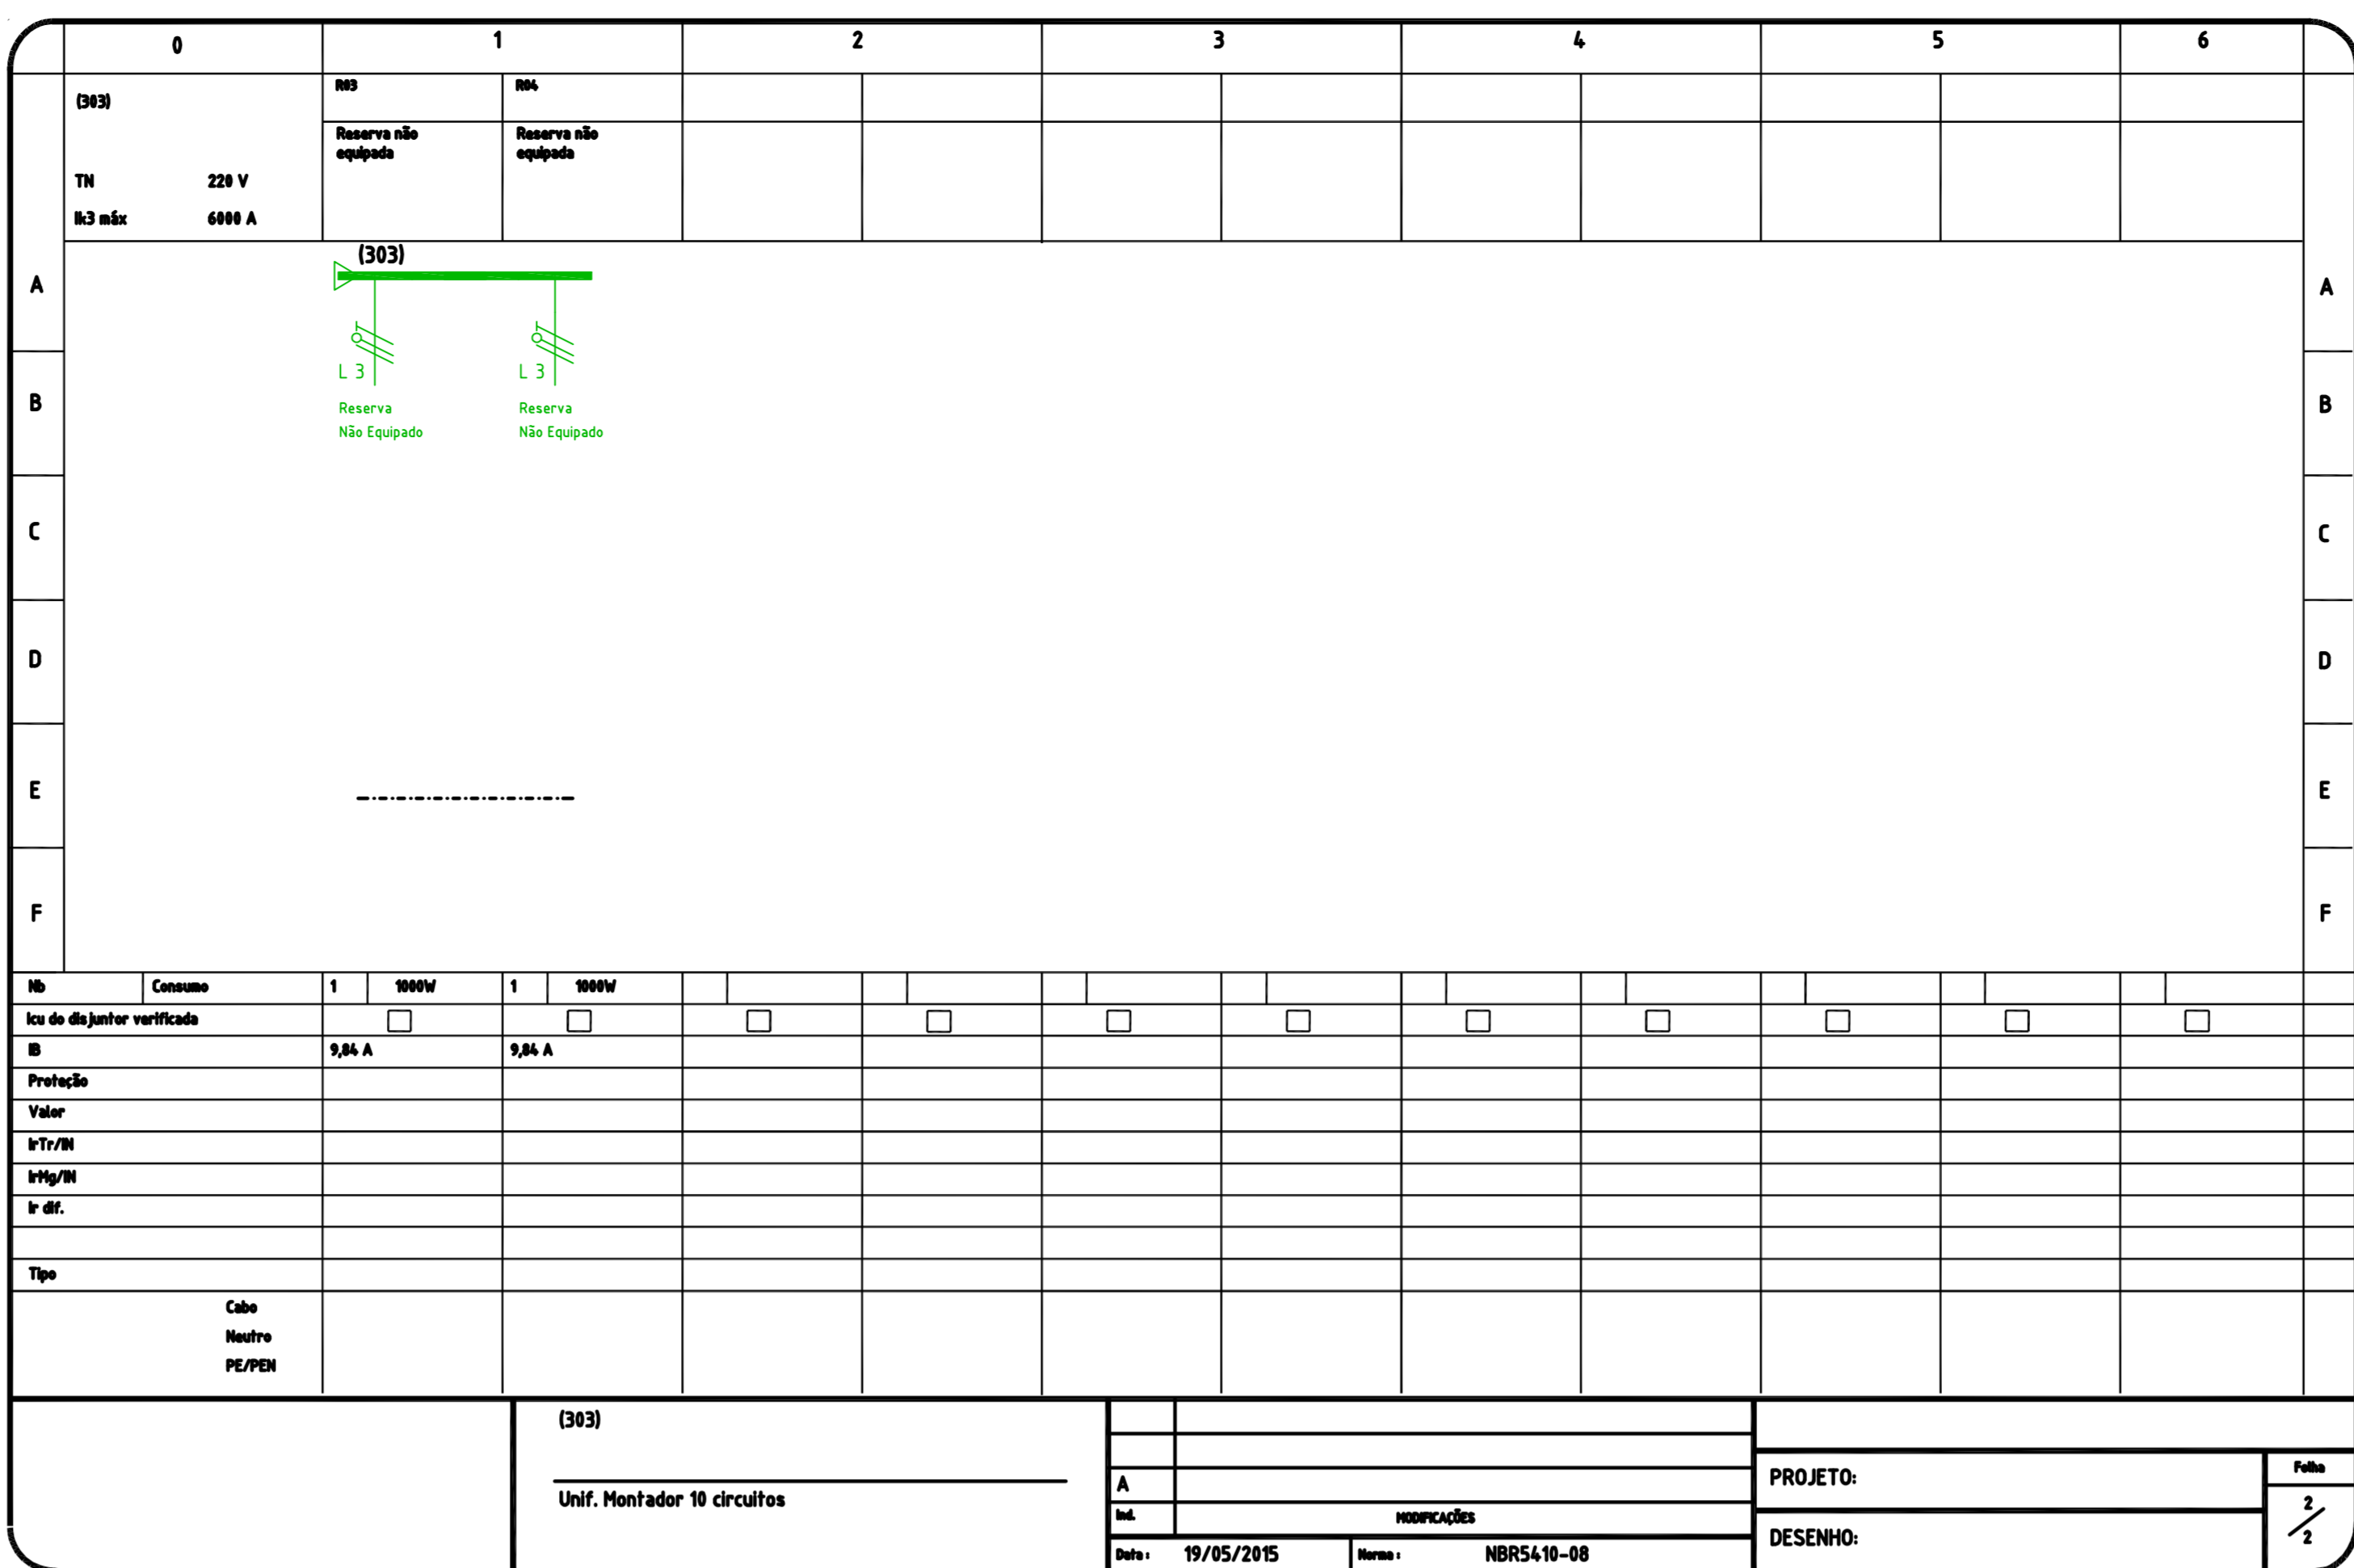 0 1 2 3 4 5 6
(303) R03 R04
Reserva não Reserva não
equipada equipada
TN 220 V
Ik3 máx 6000 A
(303)
A A
L 3 L 3
B B
Reserva Reserva
Não Equipado Não Equipado
C C
D D
E E
F F
Nb Consumo 1 1000W 1 1000W
Icu do disjuntor verificada
IB 9,84 A 9,84 A
Proteção
Valor
IrTr/IN
IrMg/IN
Ir dif.
Tipo
Cabo
Neutro
PE/PEN
(303)
Unif. Montador 10 circuitos
A
Ind. MODIFICAÇÕES
Data : 19/05/2015 Norma : NBR5410-08
PROJETO:
DESENHO:
Folha
2/2